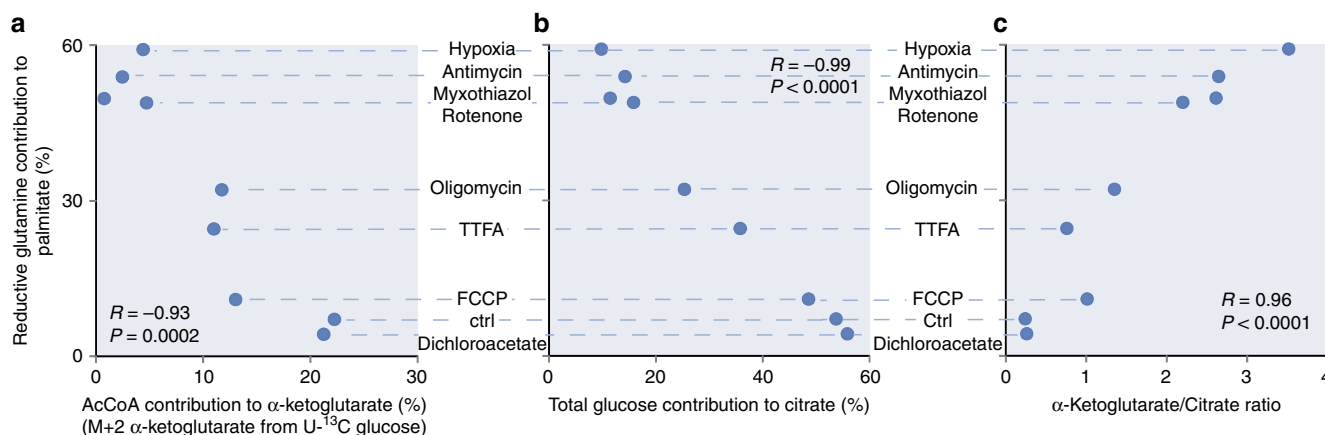 a
b
c
Reductive glutamine contribution to
palmitate (%)
60
30
0
R = –0.93
P = 0.0002
0 10 20 30
AcCoA contribution to α-ketoglutarate (%)
(M+2 α-ketoglutarate from U-¹³C glucose)
Hypoxia
Antimycin
Myxothiazol
Rotenone
Oligomycin
TTFA
FCCP
ctrl
Dichloroacetate
R = –0.99
P < 0.0001
0 20 40 60
Total glucose contribution to citrate (%)
Hypoxia
Antimycin
Myxothiazol
Rotenone
Oligomycin
TTFA
FCCP
Ctrl
Dichloroacetate
R = 0.96
P < 0.0001
0 1 2 3 4
α-Ketoglutarate/Citrate ratio